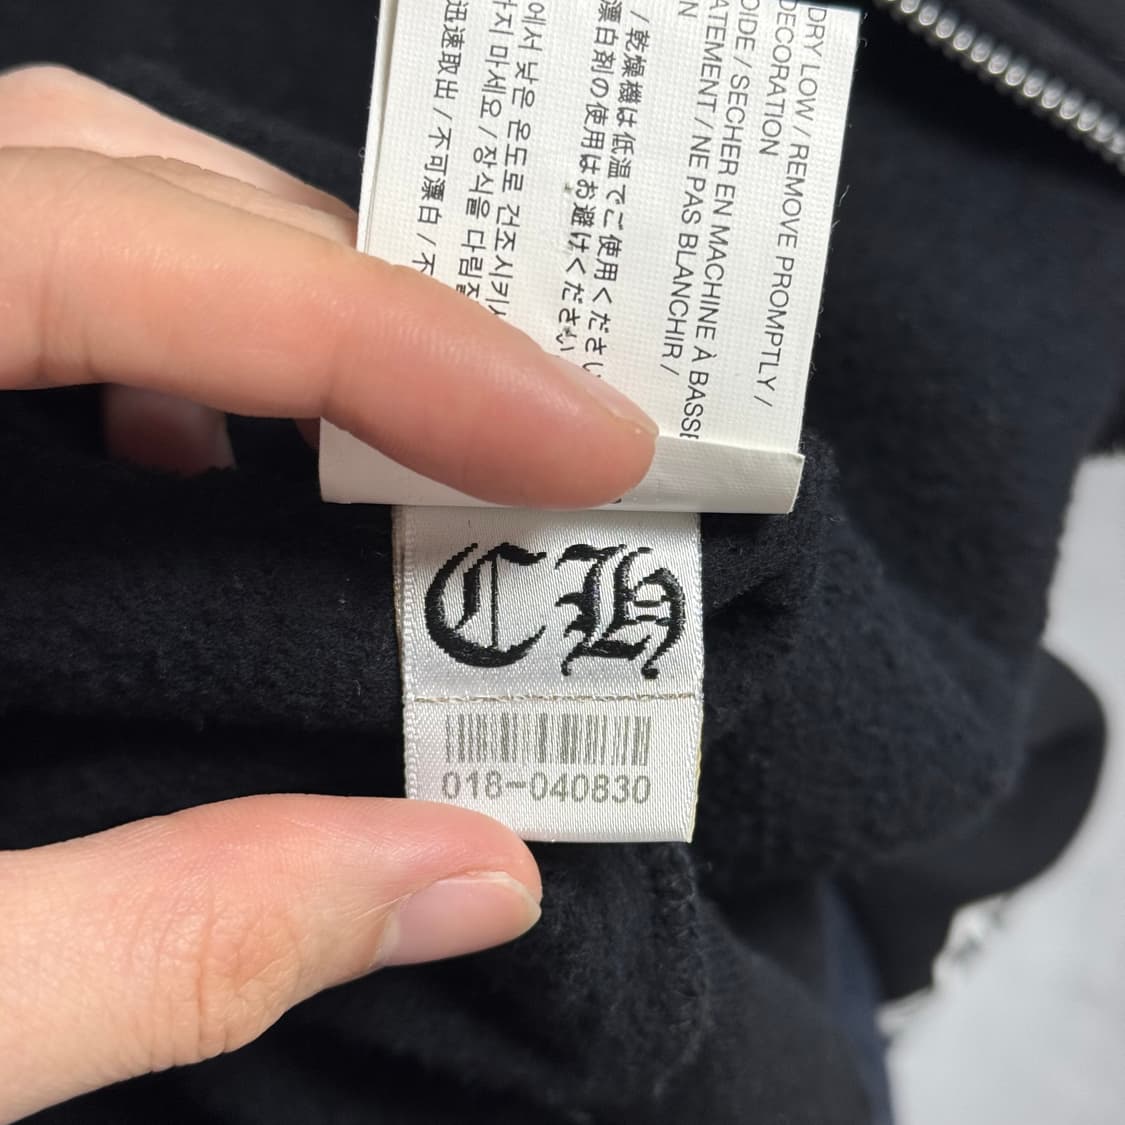 DRY LOW / REMOVE PROMPTLY /
DECORATION
OIDE / SECHER EN MACHINE À BASSE
ATEMENT / NE PAS BLANCHIR /
N
/ 乾燥機は低温でご使用ください
漂白剤の使用はお避けください
에서 낮은 온도로 건조시키
지 마세요 / 장식을 다림
迅速取出 / 不可漂白 / 不
CH
018-040830